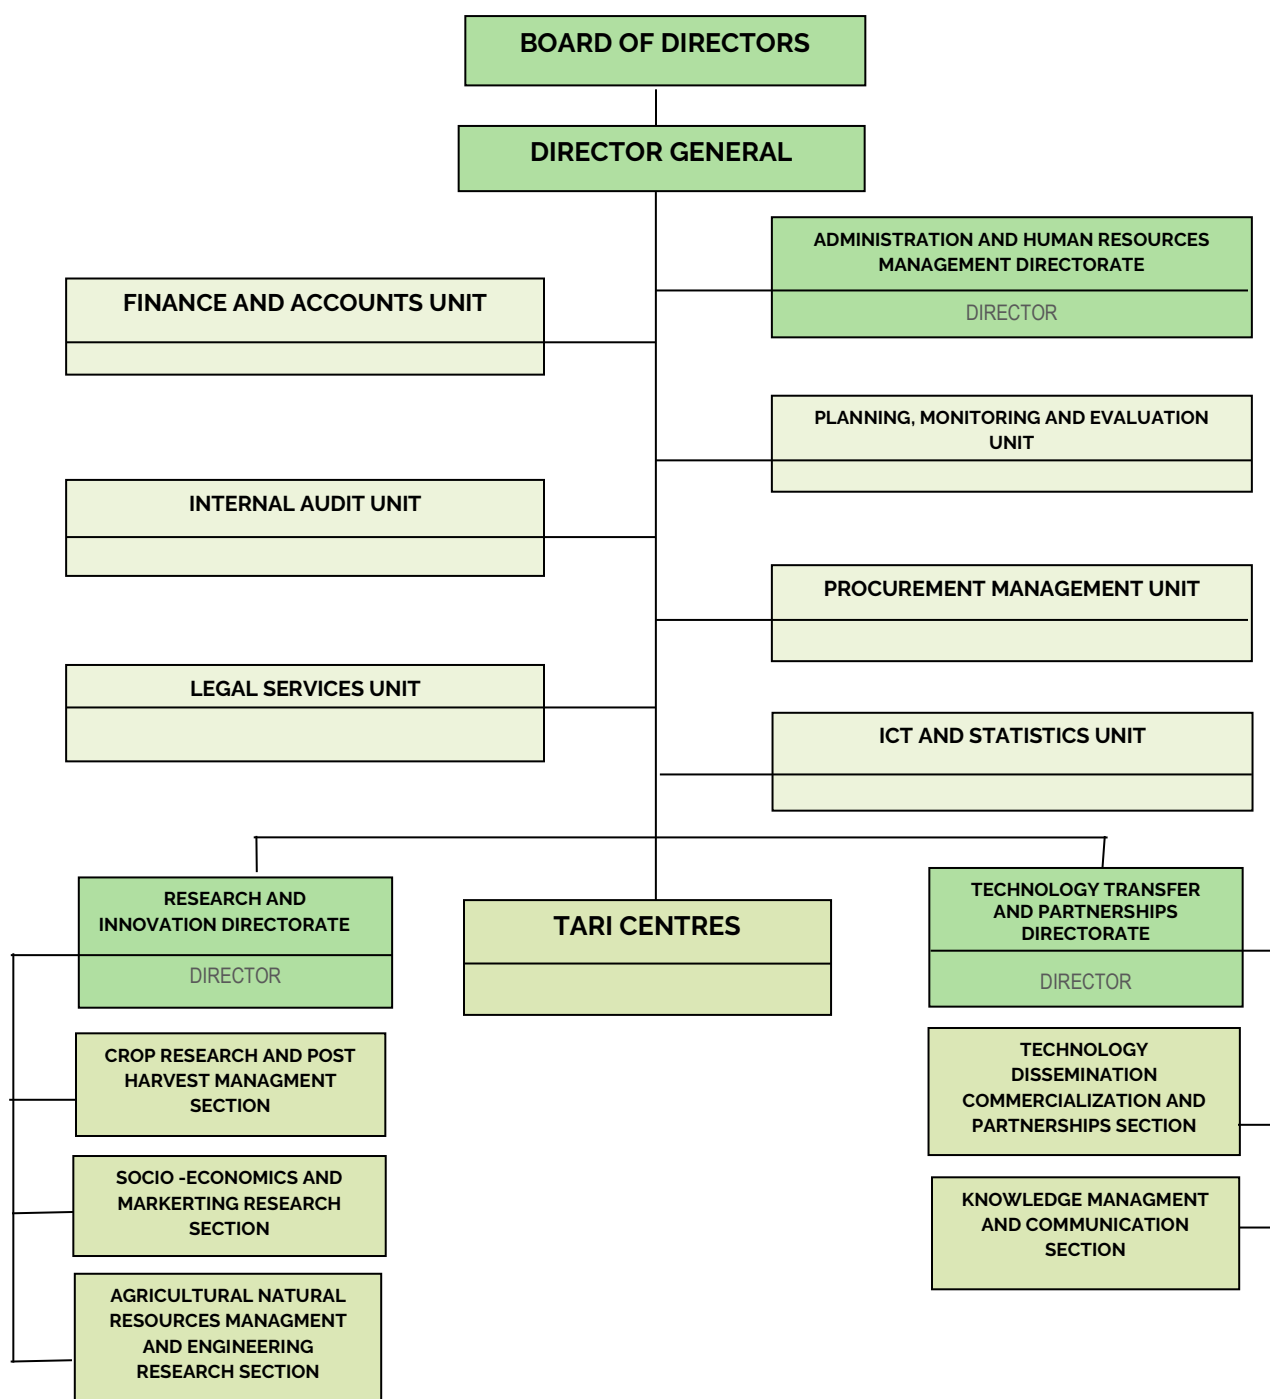 BOARD OF DIRECTORS
DIRECTOR GENERAL
ADMINISTRATION AND HUMAN RESOURCES
MANAGEMENT DIRECTORATE
DIRECTOR
FINANCE AND ACCOUNTS UNIT
PLANNING, MONITORING AND EVALUATION
UNIT
INTERNAL AUDIT UNIT
PROCUREMENT MANAGEMENT UNIT
LEGAL SERVICES UNIT
ICT AND STATISTICS UNIT
RESEARCH AND
INNOVATION DIRECTORATE
DIRECTOR
TARI CENTRES
TECHNOLOGY TRANSFER
AND PARTNERSHIPS
DIRECTORATE
DIRECTOR
CROP RESEARCH AND POST
HARVEST MANAGMENT
SECTION
SOCIO -ECONOMICS AND
MARKERTING RESEARCH
SECTION
AGRICULTURAL NATURAL
RESOURCES MANAGMENT
AND ENGINEERING
RESEARCH SECTION
TECHNOLOGY
DISSEMINATION
COMMERCIALIZATION AND
PARTNERSHIPS SECTION
KNOWLEDGE MANAGMENT
AND COMMUNICATION
SECTION